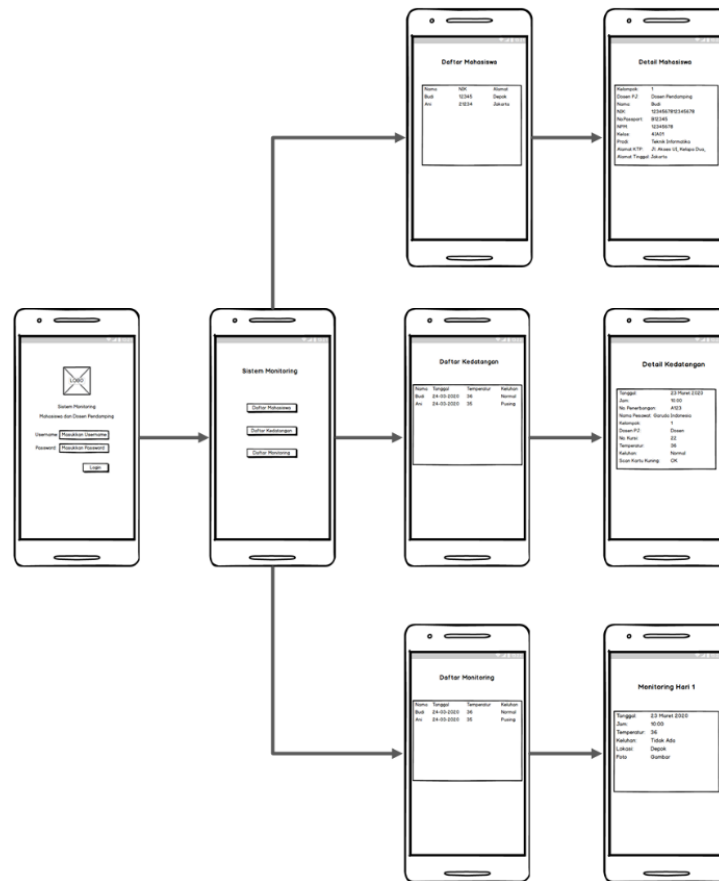 Daftar Mahasiswa
Nama NIK Alamat
Budi 12345 Depok
Ani 21234 Jakarta
Detail Mahasiswa
Kelompok: 1
Dosen PJ: Dosen Pendamping
Nama: Budi
NIK: 1234567812345678
No.Passport: B12345
NPM: 12345678
Kelas: 4IA01
Prodi: Teknik Informatika
Alamat KTP: Jl. Akses UI, Kelapa Dua,
Alamat Tinggal: Jakarta
LOGO
Sistem Monitoring
Mahasiswa dan Dosen Pendamping
Username: Masukkan Username
Password: Masukkan Password
Login
Sistem Monitoring
Daftar Mahasiswa
Daftar Kedatangan
Daftar Monitoring
Daftar Kedatangan
Nama Tanggal Temperatur Keluhan
Budi 24-03-2020 36 Normal
Ani 24-03-2020 35 Pusing
Detail Kedatangan
Tanggal: 23 Maret 2020
Jam: 10.00
No Penerbangan: A123
Nama Pesawat: Garuda Indonesia
Kelompok: 1
Dosen PJ: Dosen
No Kursi: 22
Temperatur: 36
Keluhan: Normal
Scan Kartu Kuning: OK
Daftar Monitoring
Nama Tanggal Temperatur Keluhan
Budi 24-03-2020 36 Normal
Ani 24-03-2020 35 Pusing
Monitoring Hari 1
Tanggal: 23 Maret 2020
Jam: 10.00
Temperatur: 36
Keluhan: Tidak Ada
Lokasi: Depok
Foto Gambar